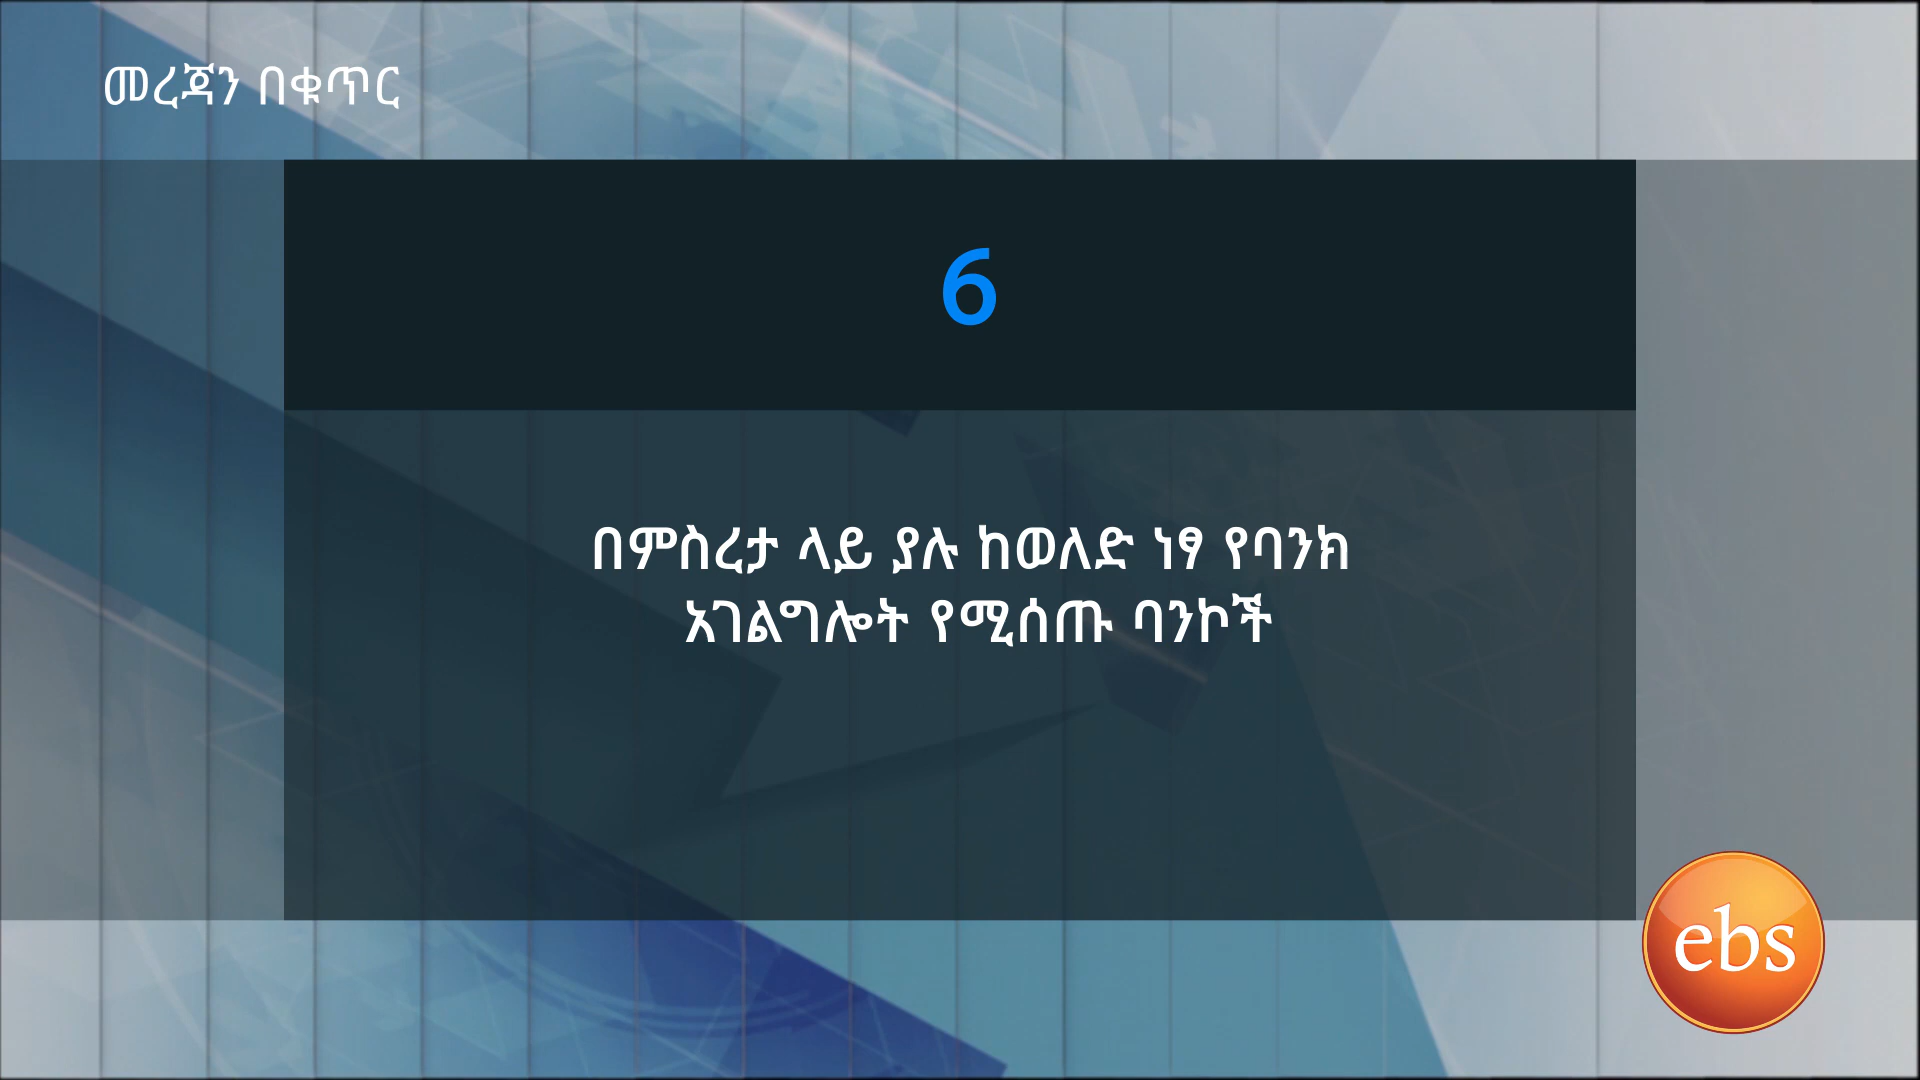 መረጃን በቁጥር
6
በምስረታ ላይ ያሉ ከወለድ ነፃ የባንክ
አገልግሎት የሚሰጡ ባንኮች
ebs